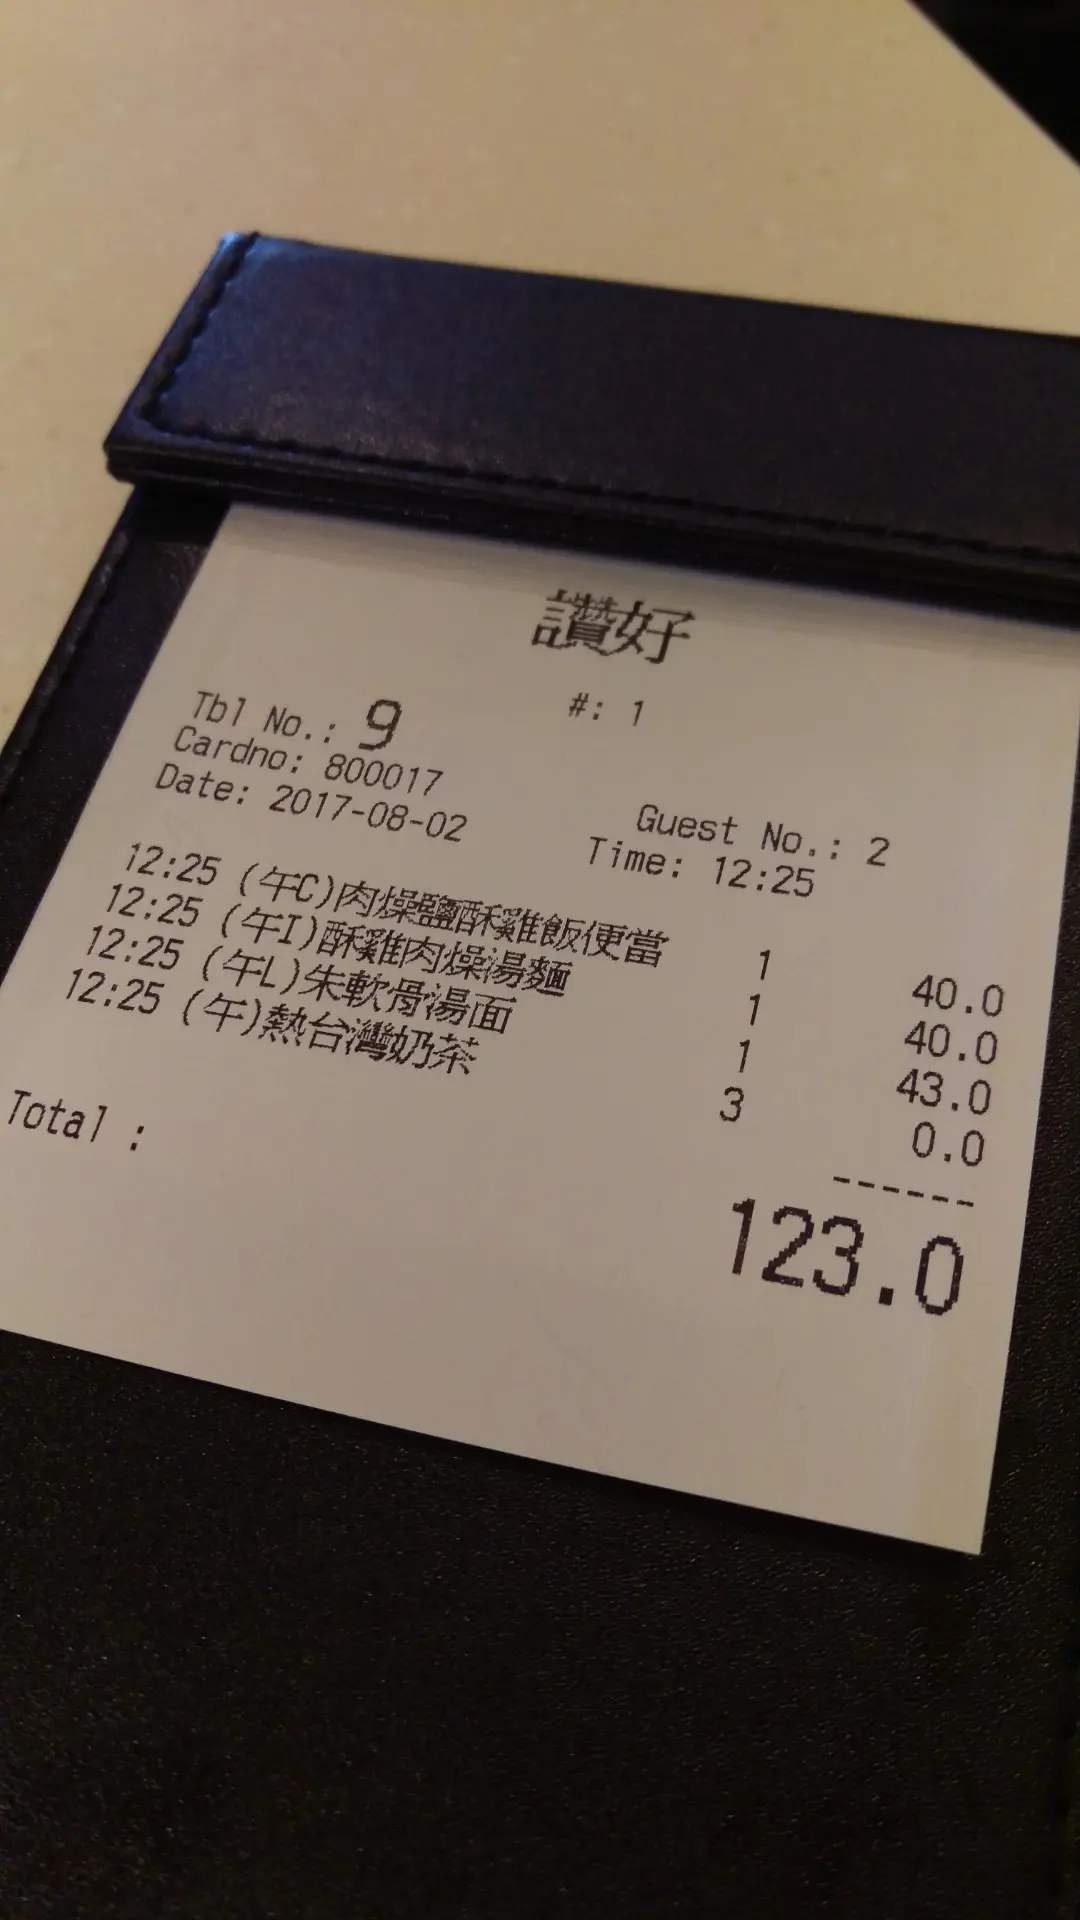 讚好
#: 1
Tbl No.: 9
Cardno: 800017
Guest No.: 2
Date: 2017-08-02
Time: 12:25
12:25 (午C)肉燥鹽酥雞飯便當 1 40.0
12:25 (午I)酥雞肉燥湯麵 1 40.0
12:25 (午L)朱軟骨湯面 1 43.0
12:25 (午)熱台灣奶茶 3 0.0
------
Total : 123.0